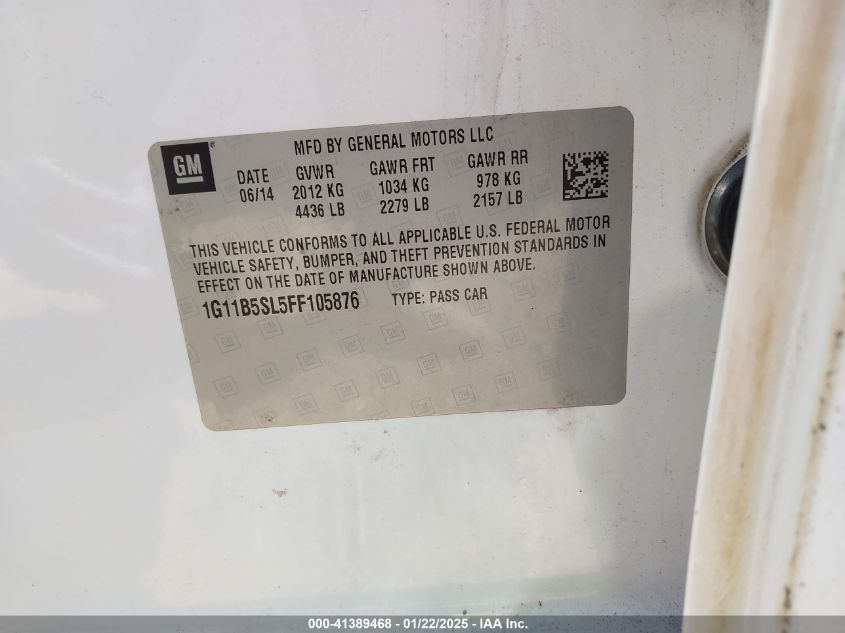 GM
MFD BY GENERAL MOTORS LLC
DATE GVWR GAWR FRT GAWR RR
06/14 2012 KG 1034 KG 978 KG
4436 LB 2279 LB 2157 LB
THIS VEHICLE CONFORMS TO ALL APPLICABLE U.S. FEDERAL MOTOR
VEHICLE SAFETY, BUMPER, AND THEFT PREVENTION STANDARDS IN
EFFECT ON THE DATE OF MANUFACTURE SHOWN ABOVE.
1G11B5SL5FF105876 TYPE: PASS CAR
000-41389468 - 01/22/2025 - IAA Inc.